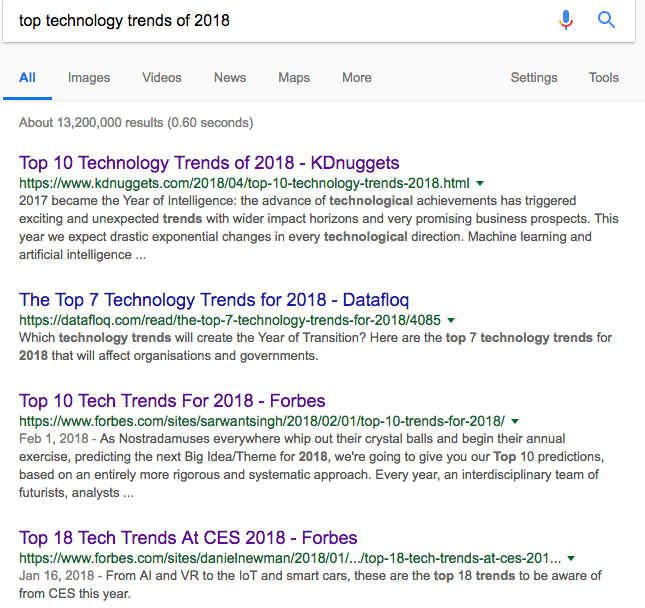 top technology trends of 2018
All Images Videos News Maps More Settings Tools
About 13,200,000 results (0.60 seconds)
Top 10 Technology Trends of 2018 - KDnuggets
https://www.kdnuggets.com/2018/04/top-10-technology-trends-2018.html
2017 became the Year of Intelligence: the advance of technological achievements has triggered
exciting and unexpected trends with wider impact horizons and very promising business prospects. This
year we expect drastic exponential changes in every technological direction. Machine learning and
artificial intelligence ...
The Top 7 Technology Trends for 2018 - Datafloq
https://datafloq.com/read/the-top-7-technology-trends-for-2018/4085
Which technology trends will create the Year of Transition? Here are the top 7 technology trends for
2018 that will affect organisations and governments.
Top 10 Tech Trends For 2018 - Forbes
https://www.forbes.com/sites/sarwantsingh/2018/02/01/top-10-trends-for-2018/
Feb 1, 2018 - As Nostradamuses everywhere whip out their crystal balls and begin their annual
exercise, predicting the next Big Idea/Theme for 2018, we're going to give you our Top 10 predictions,
based on an entirely more rigorous and systematic approach. Every year, an interdisciplinary team of
futurists, analysts ...
Top 18 Tech Trends At CES 2018 - Forbes
https://www.forbes.com/sites/danielnewman/2018/01/.../top-18-tech-trends-at-ces-201...
Jan 16, 2018 - From AI and VR to the IoT and smart cars, these are the top 18 trends to be aware of
from CES this year.